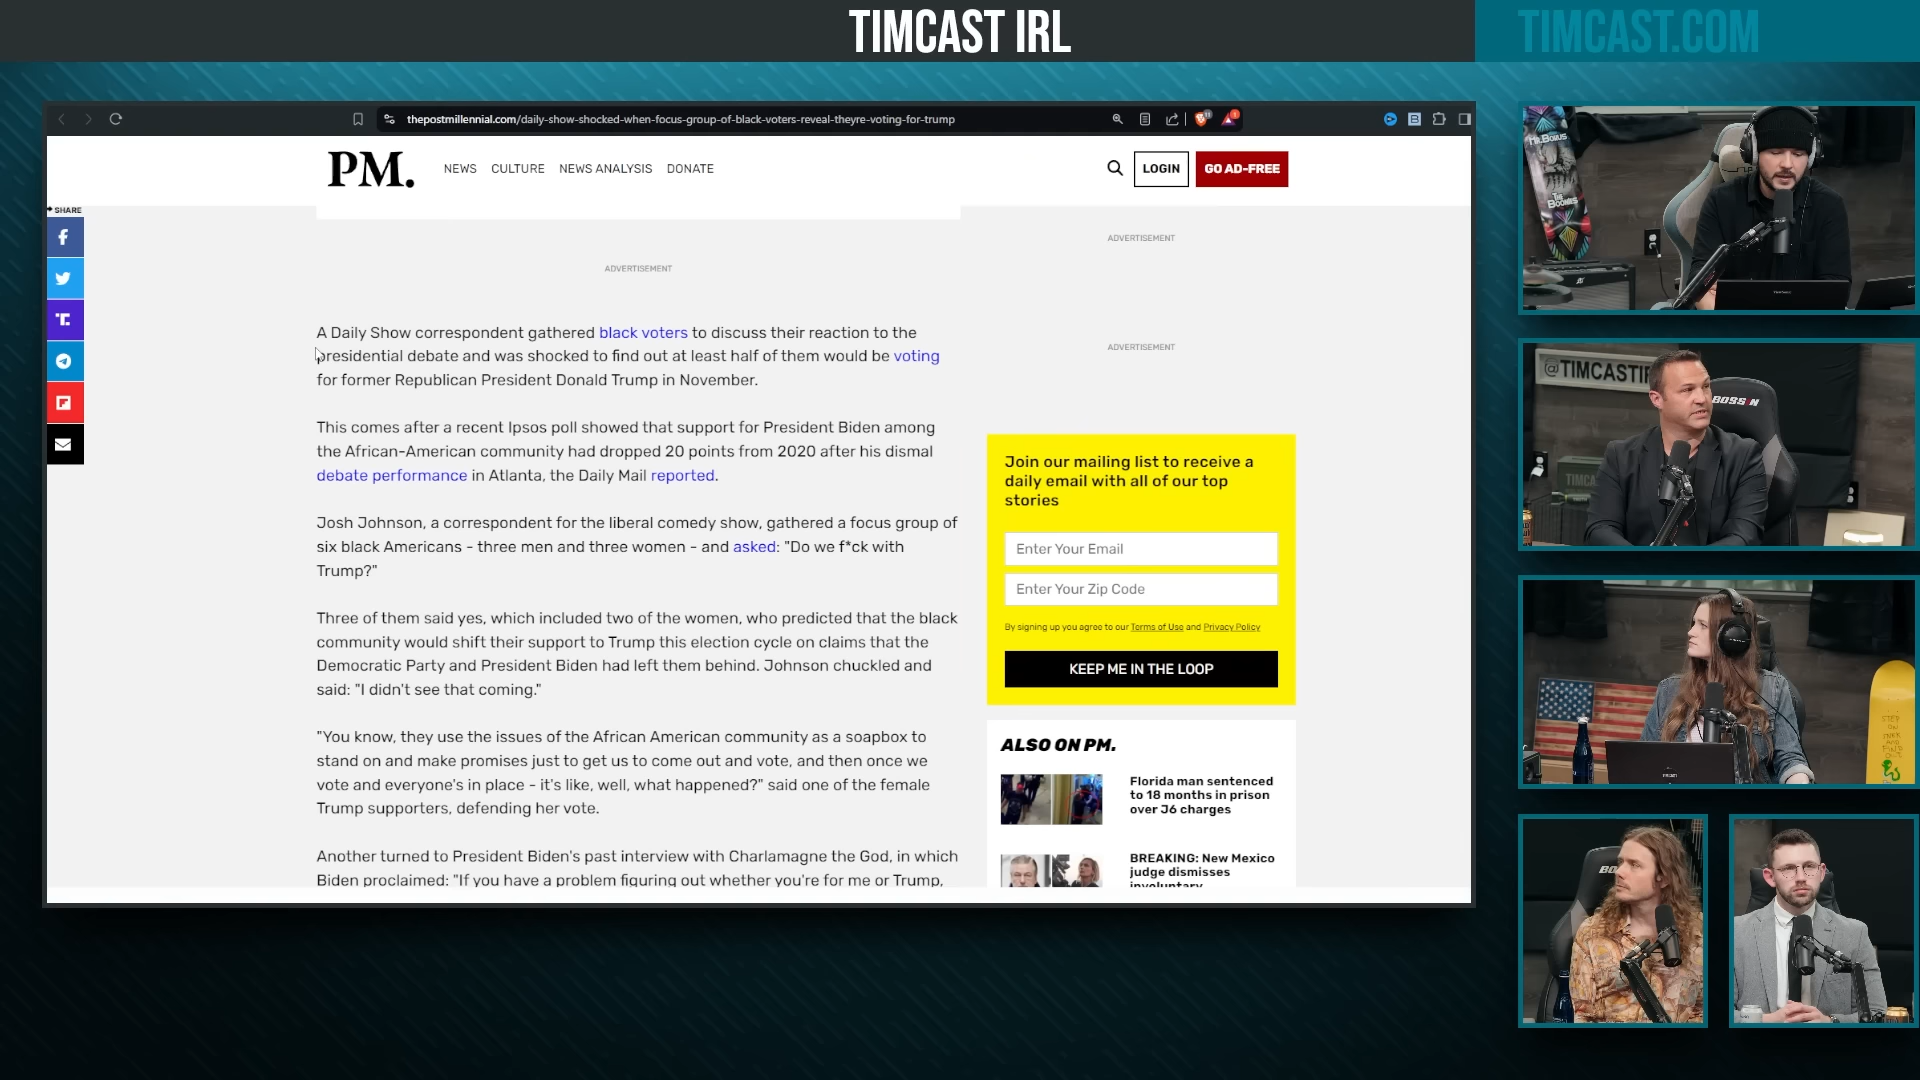 TIMCAST IRL
TIMCAST.COM
thepostmillennial.com/daily-show-shocked-when-focus-group-of-black-voters-reveal-theyre-voting-for-trump
PM.
NEWS
CULTURE
NEWS ANALYSIS
DONATE
LOGIN
GO AD-FREE
SHARE
ADVERTISEMENT
A Daily Show correspondent gathered black voters to discuss their reaction to the
presidential debate and was shocked to find out at least half of them would be voting
for former Republican President Donald Trump in November.
This comes after a recent Ipsos poll showed that support for President Biden among
the African-American community had dropped 20 points from 2020 after his dismal
debate performance in Atlanta, the Daily Mail reported.
Josh Johnson, a correspondent for the liberal comedy show, gathered a focus group of
six black Americans - three men and three women - and asked: "Do we f*ck with
Trump?"
Three of them said yes, which included two of the women, who predicted that the black
community would shift their support to Trump this election cycle on claims that the
Democratic Party and President Biden had left them behind. Johnson chuckled and
said: "I didn't see that coming."
"You know, they use the issues of the African American community as a soapbox to
stand on and make promises just to get us to come out and vote, and then once we
vote and everyone's in place - it's like, well, what happened?" said one of the female
Trump supporters, defending her vote.
Another turned to President Biden's past interview with Charlamagne the God, in which
Biden proclaimed: "If you have a problem figuring out whether you're for me or Trump,
ADVERTISEMENT
ADVERTISEMENT
Join our mailing list to receive a
daily email with all of our top
stories
Enter Your Email
Enter Your Zip Code
By signing up you agree to our Terms of Use and Privacy Policy
KEEP ME IN THE LOOP
ALSO ON PM.
Florida man sentenced
to 18 months in prison
over J6 charges
BREAKING: New Mexico
judge dismisses
involuntary
MR.BONUS
THE
BOONIES
@TIMCASTI
BOSSIN
TIMCA
STEP
ON
SNEK AND
FIND
OUT
BO